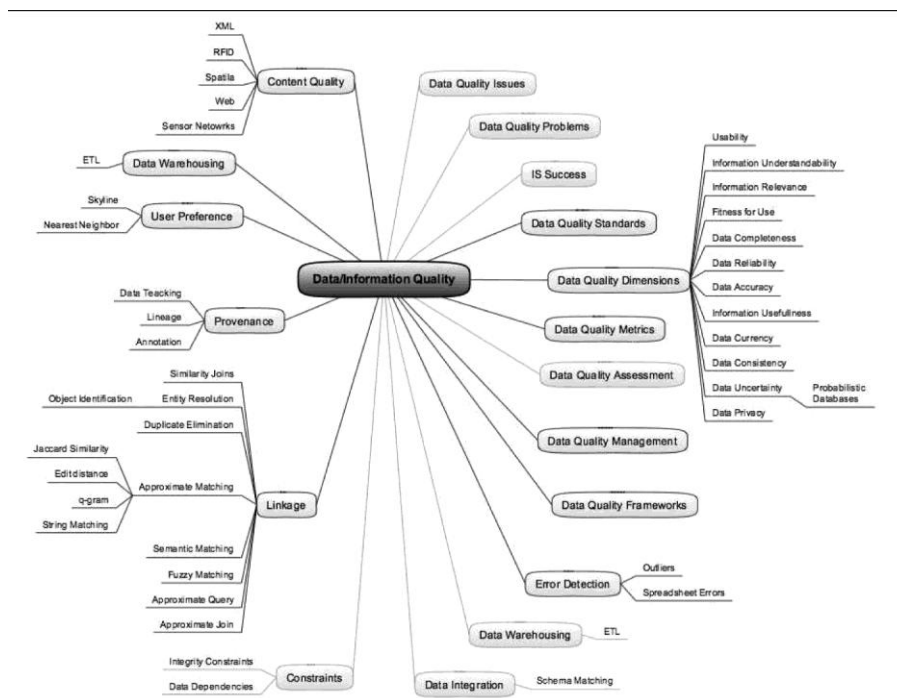 XML
RFID
Spatila
Web
Sensor Netowrks
Content Quality
ETL
Data Warehousing
Skyline
Nearest Neighbor
User Preference
Data Teacking
Lineage
Annotation
Provenance
Similarity Joins
Object Identification
Entity Resolution
Duplicate Elimination
Jaccard Similarity
Edit distance
q-gram
String Matching
Approximate Matching
Semantic Matching
Fuzzy Matching
Approximate Query
Approximate Join
Linkage
Integrity Constraints
Data Dependencies
Constraints
Data/Information Quality
Data Quality Issues
Data Quality Problems
IS Success
Data Quality Standards
Data Quality Dimensions
Usability
Information Understandability
Information Relevance
Fitness for Use
Data Completeness
Data Reliability
Data Accuracy
Information Usefullness
Data Currency
Data Consistency
Data Uncertainty
Probabilistic
Databases
Data Privacy
Data Quality Metrics
Data Quality Assessment
Data Quality Management
Data Quality Frameworks
Error Detection
Outliers
Spreadsheet Errors
Data Warehousing
ETL
Data Integration
Schema Matching